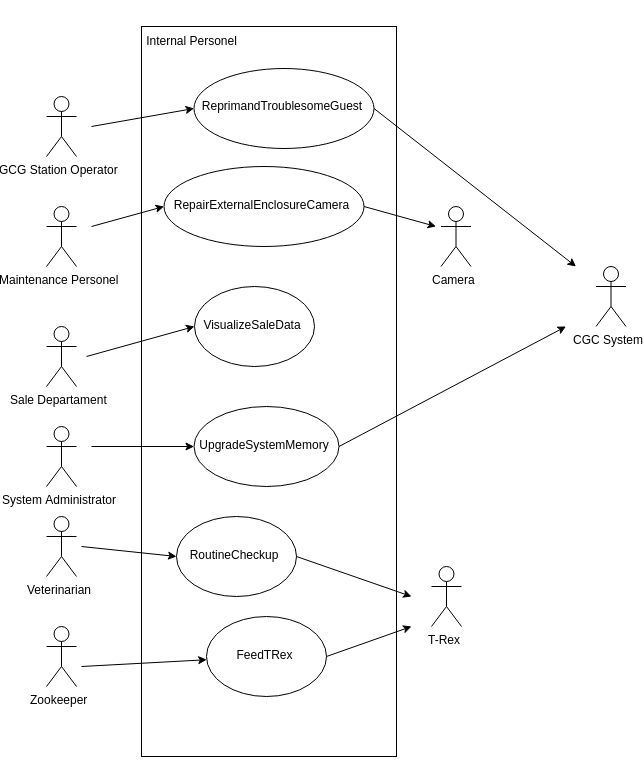 Internal Personel
ReprimandTroublesomeGuest
GCG Station Operator
RepairExternalEnclosureCamera
Maintenance Personel
Camera
VisualizeSaleData
CGC System
Sale Departament
UpgradeSystemMemory
System Administrator
RoutineCheckup
Veterinarian
T-Rex
FeedTRex
Zookeeper